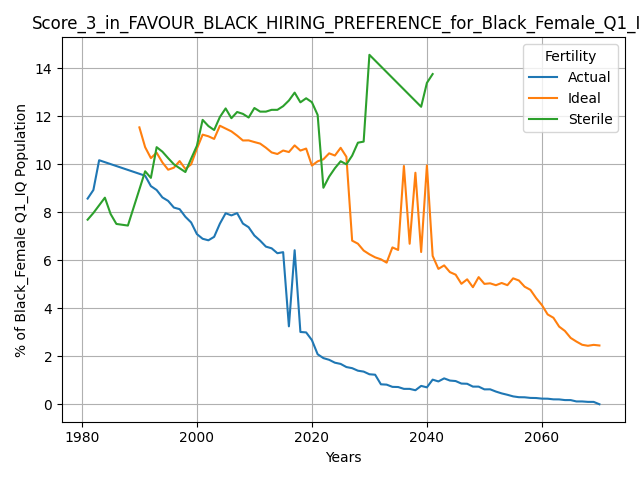 Score_3_in_FAVOUR_BLACK_HIRING_PREFERENCE_for_Black_Female_Q1_I
% of Black_Female Q1_IQ Population
14
12
10
8
6
4
2
0
Fertility
Actual
Ideal
Sterile
1980
2000
2020
2040
2060
Years